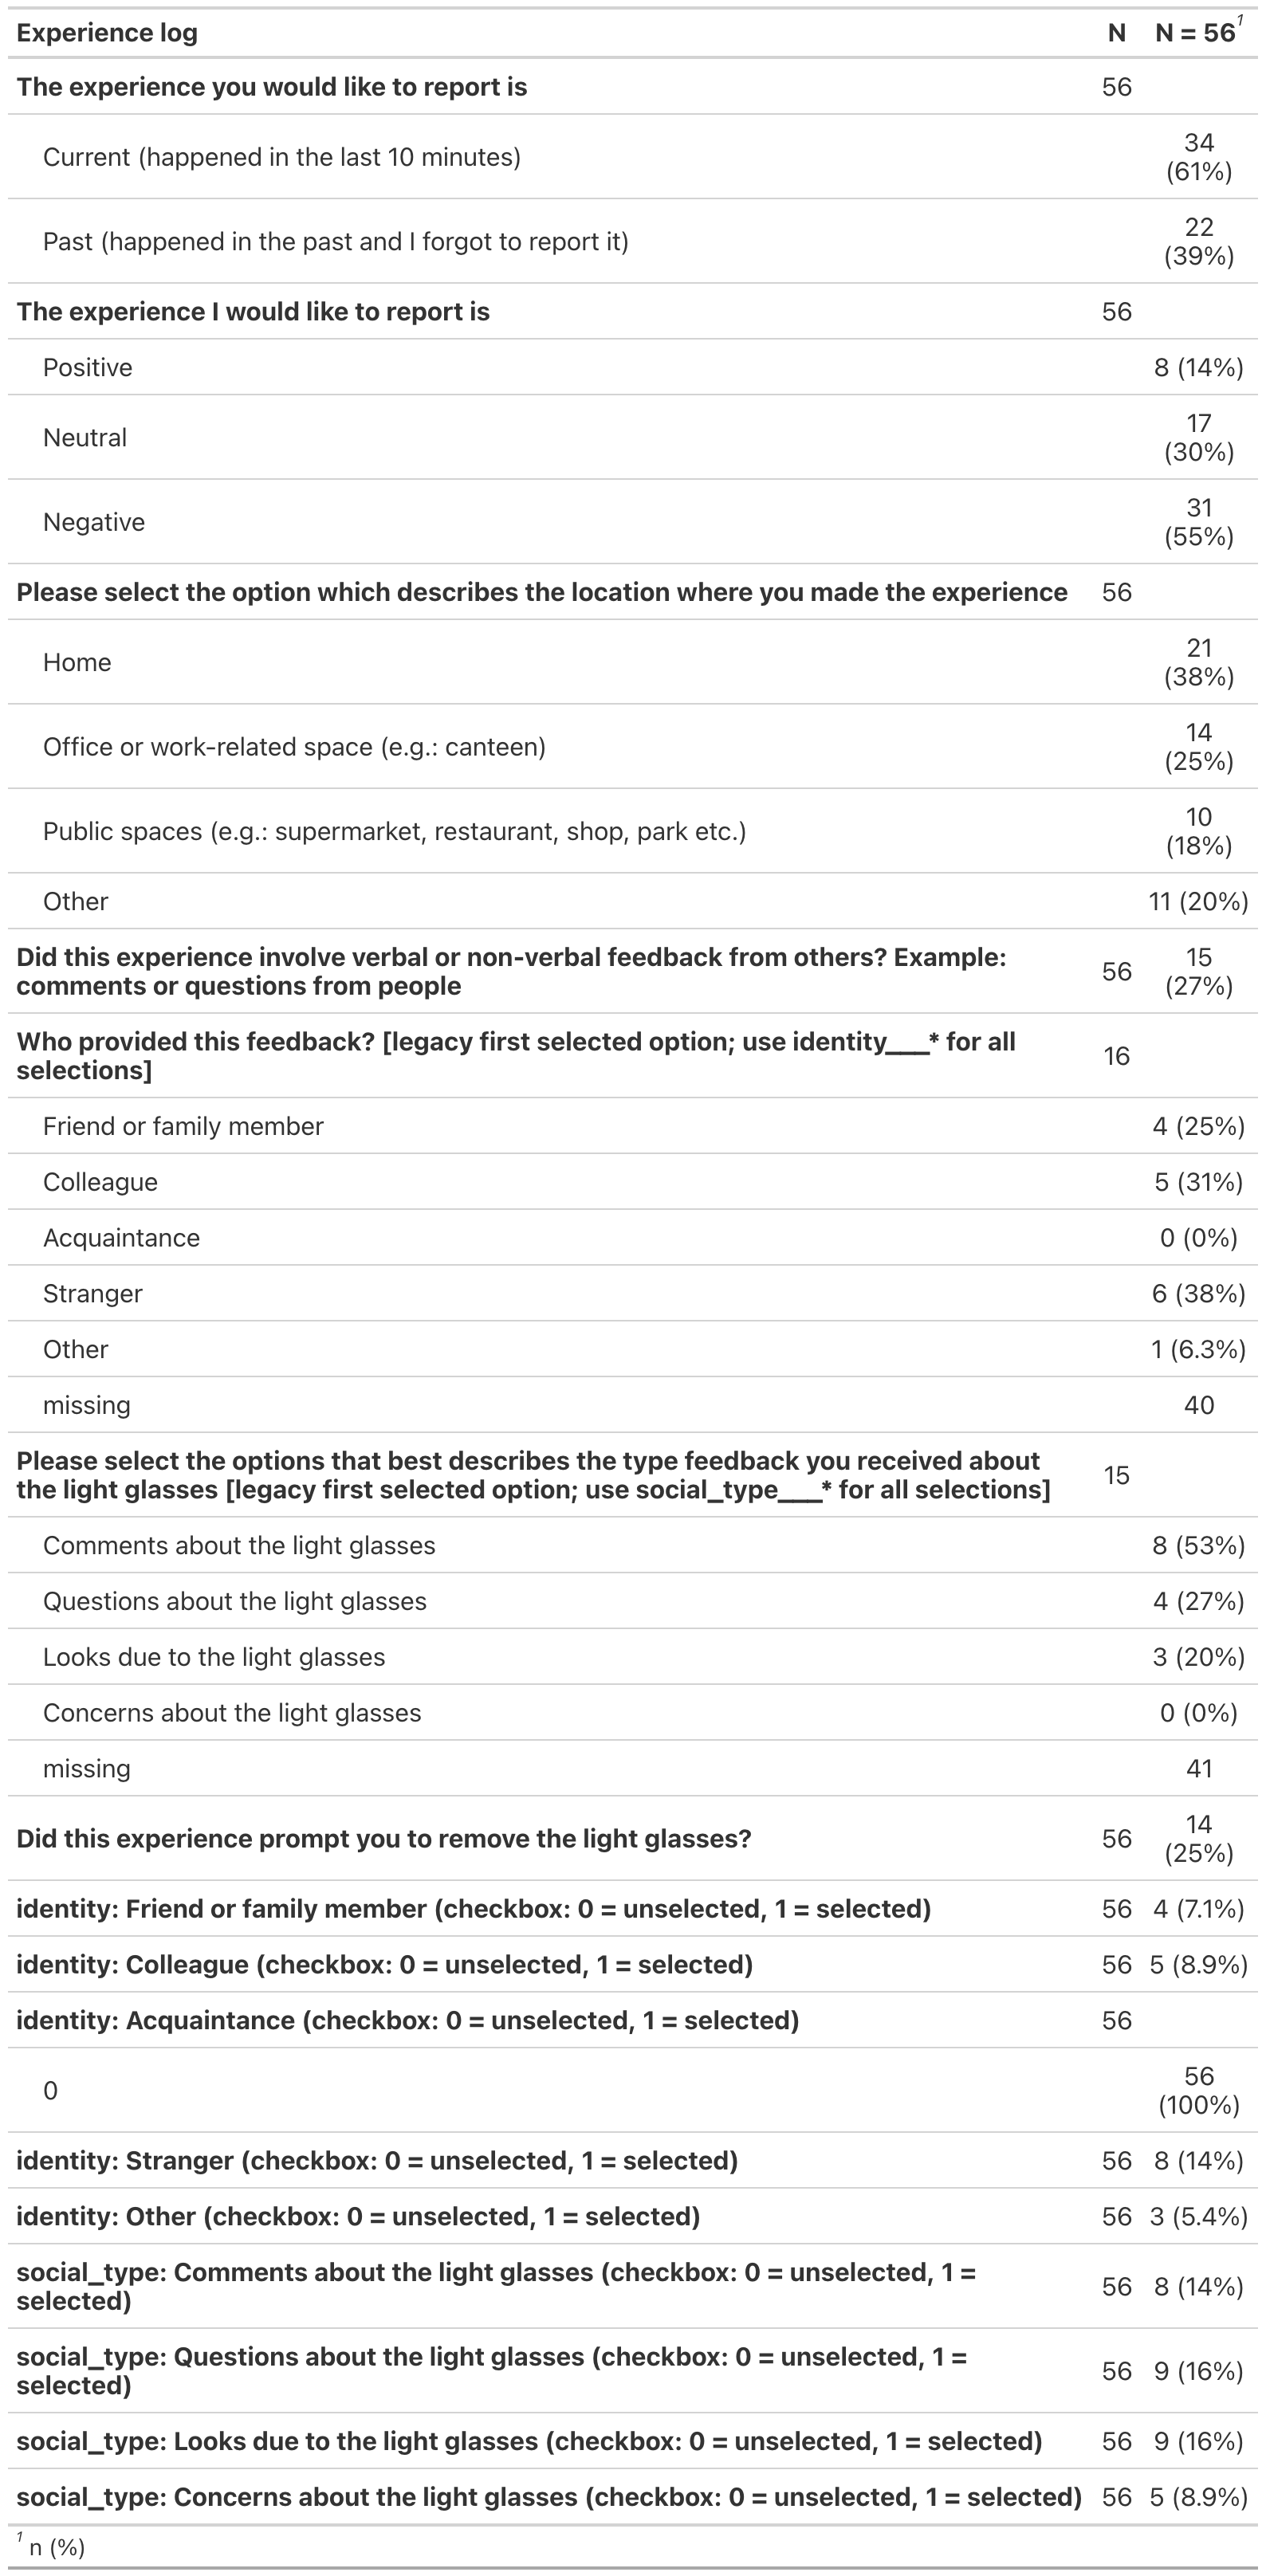 Experience log N N = 56¹
The experience you would like to report is 56
Current (happened in the last 10 minutes) 34 (61%)
Past (happened in the past and I forgot to report it) 22 (39%)
The experience I would like to report is 56
Positive 8 (14%)
Neutral 17 (30%)
Negative 31 (55%)
Please select the option which describes the location where you made the experience 56
Home 21 (38%)
Office or work-related space (e.g.: canteen) 14 (25%)
Public spaces (e.g.: supermarket, restaurant, shop, park etc.) 10 (18%)
Other 11 (20%)
Did this experience involve verbal or non-verbal feedback from others? Example:
comments or questions from people 56 15 (27%)
Who provided this feedback? [legacy first selected option; use identity___* for all
selections] 16
Friend or family member 4 (25%)
Colleague 5 (31%)
Acquaintance 0 (0%)
Stranger 6 (38%)
Other 1 (6.3%)
missing 40
Please select the options that best describes the type feedback you received about
the light glasses [legacy first selected option; use social_type___* for all selections] 15
Comments about the light glasses 8 (53%)
Questions about the light glasses 4 (27%)
Looks due to the light glasses 3 (20%)
Concerns about the light glasses 0 (0%)
missing 41
Did this experience prompt you to remove the light glasses? 56 14 (25%)
identity: Friend or family member (checkbox: 0 = unselected, 1 = selected) 56 4 (7.1%)
identity: Colleague (checkbox: 0 = unselected, 1 = selected) 56 5 (8.9%)
identity: Acquaintance (checkbox: 0 = unselected, 1 = selected) 56
0 56 (100%)
identity: Stranger (checkbox: 0 = unselected, 1 = selected) 56 8 (14%)
identity: Other (checkbox: 0 = unselected, 1 = selected) 56 3 (5.4%)
social_type: Comments about the light glasses (checkbox: 0 = unselected, 1 =
selected) 56 8 (14%)
social_type: Questions about the light glasses (checkbox: 0 = unselected, 1 =
selected) 56 9 (16%)
social_type: Looks due to the light glasses (checkbox: 0 = unselected, 1 = selected) 56 9 (16%)
social_type: Concerns about the light glasses (checkbox: 0 = unselected, 1 = selected) 56 5 (8.9%)
¹ n (%)